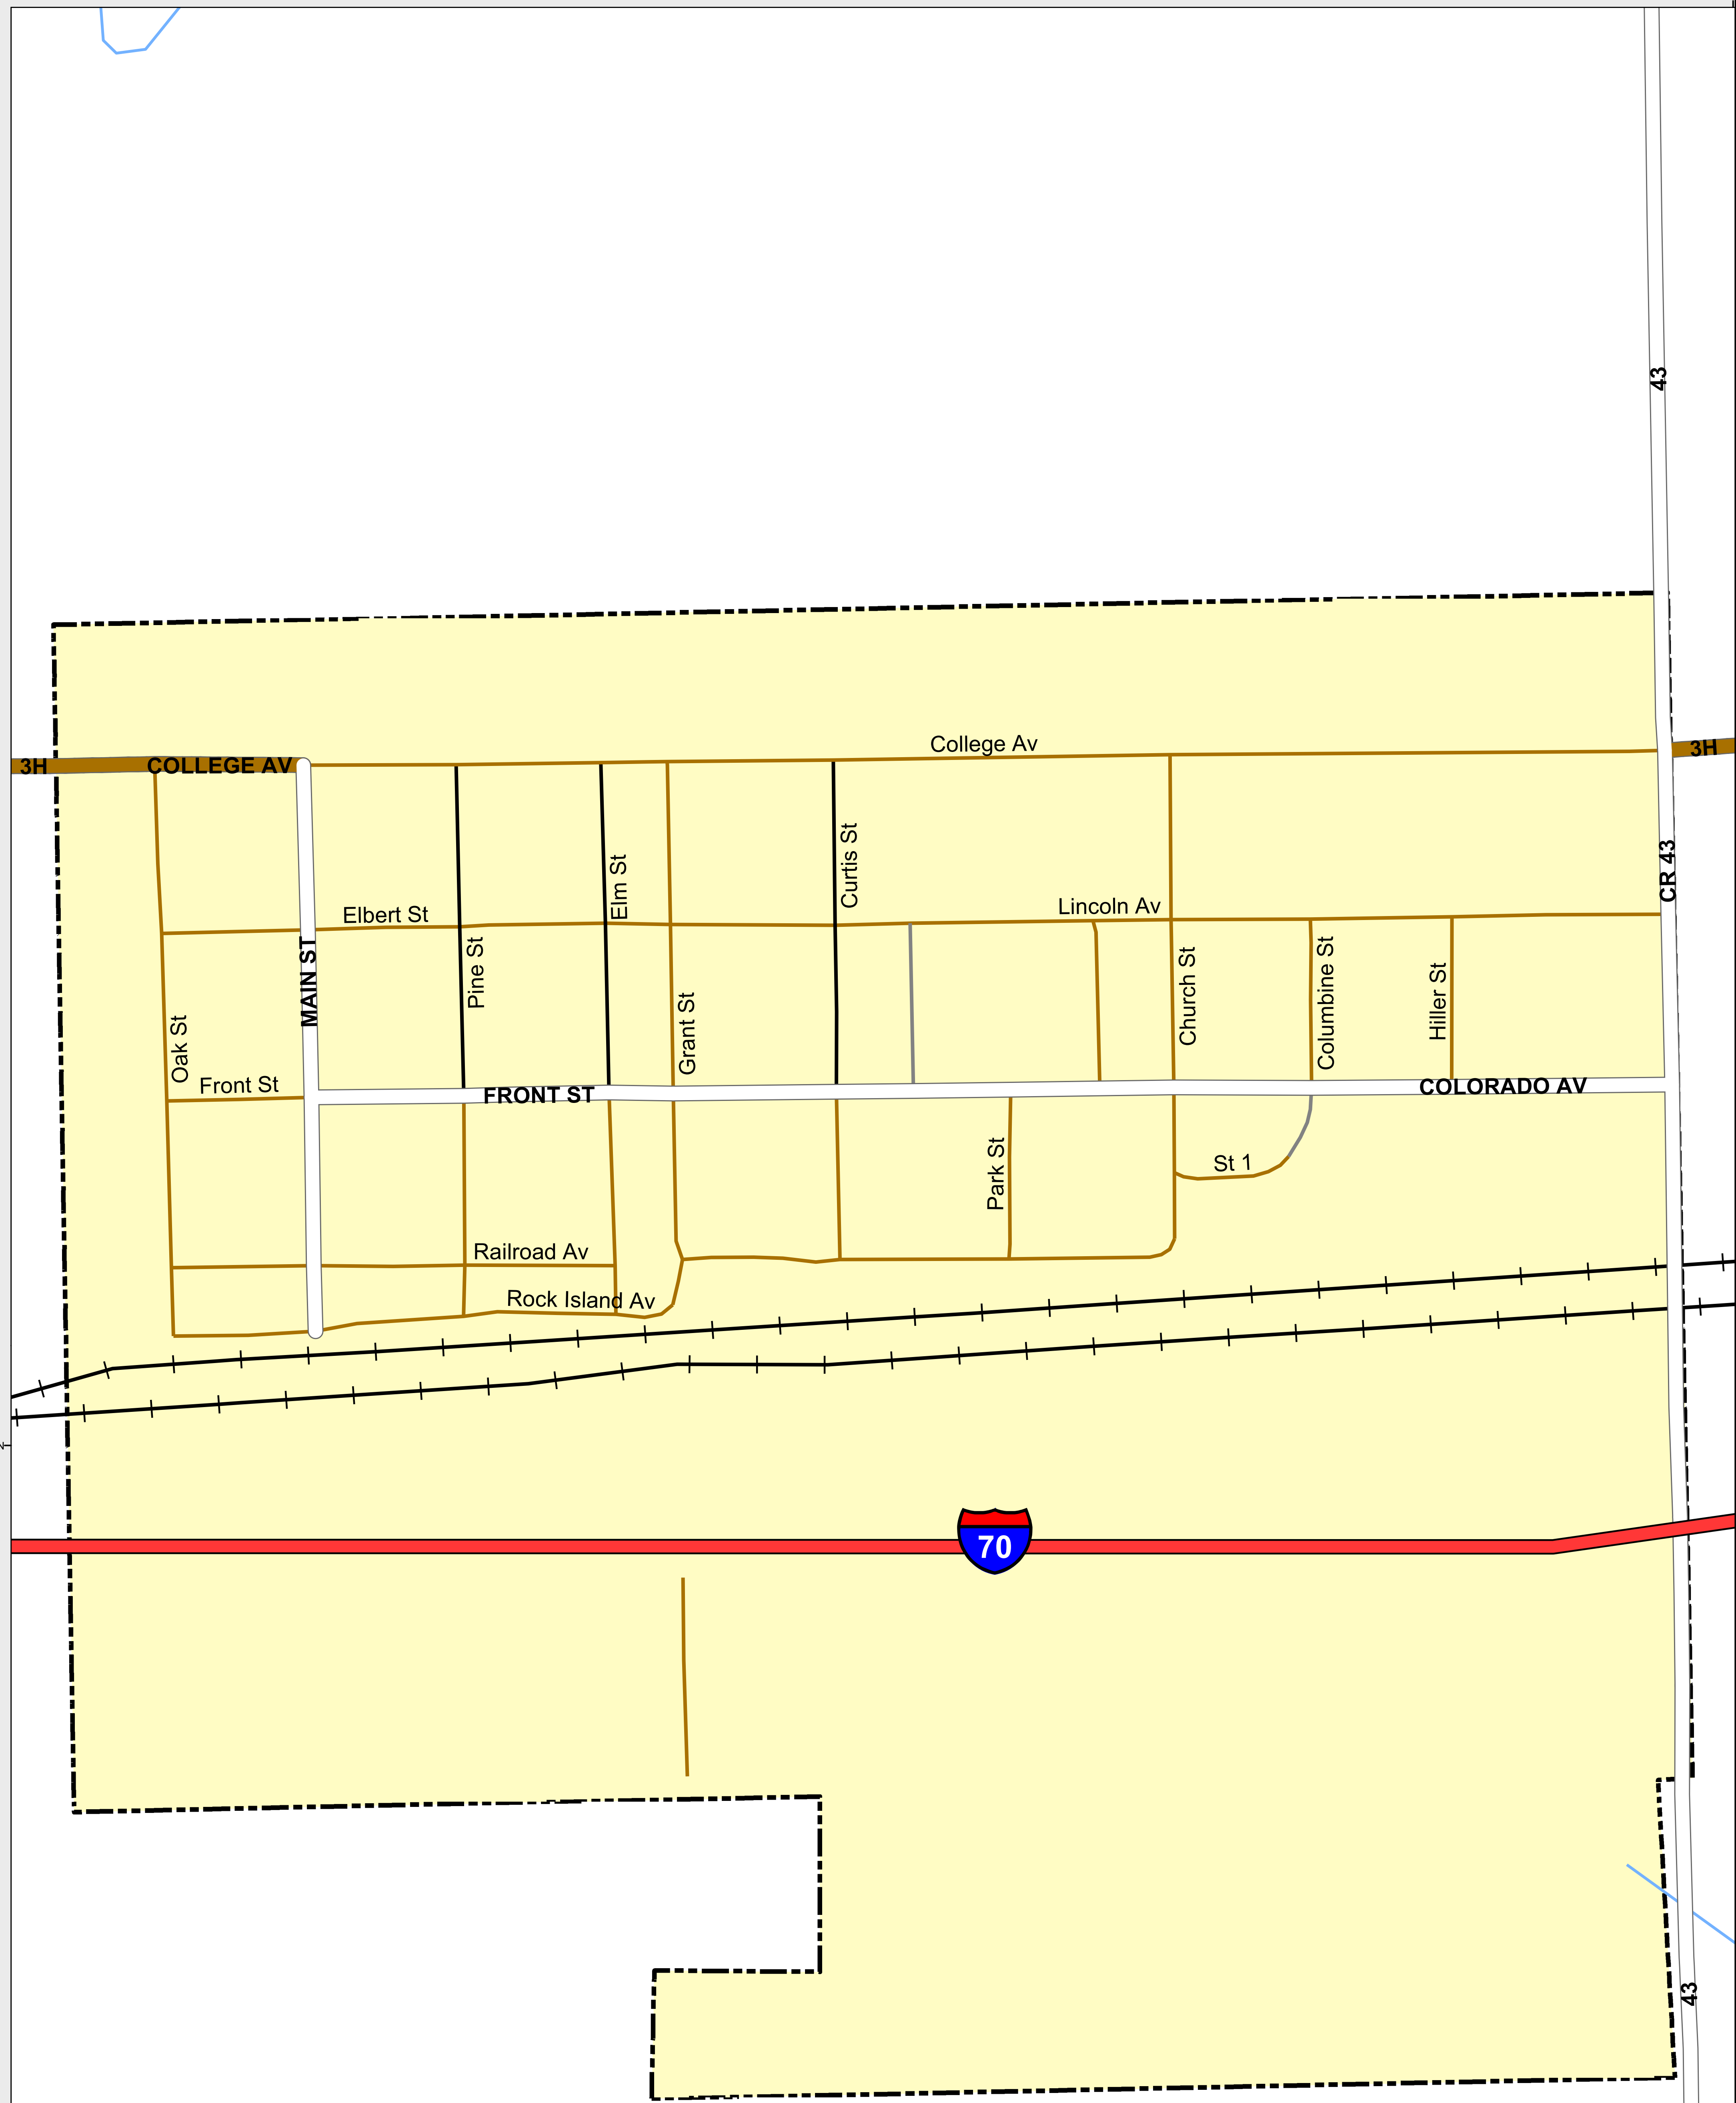 43
College Av
3H
COLLEGE AV
3H
Curtis St
Elm St
CR 43
Elbert St
Lincoln Av
MAIN ST
Pine St
Church St
Columbine St
Hiller St
Grant St
Oak St
Front St
FRONT ST
COLORADO AV
Park St
St 1
Railroad Av
Rock Island Av
70
43